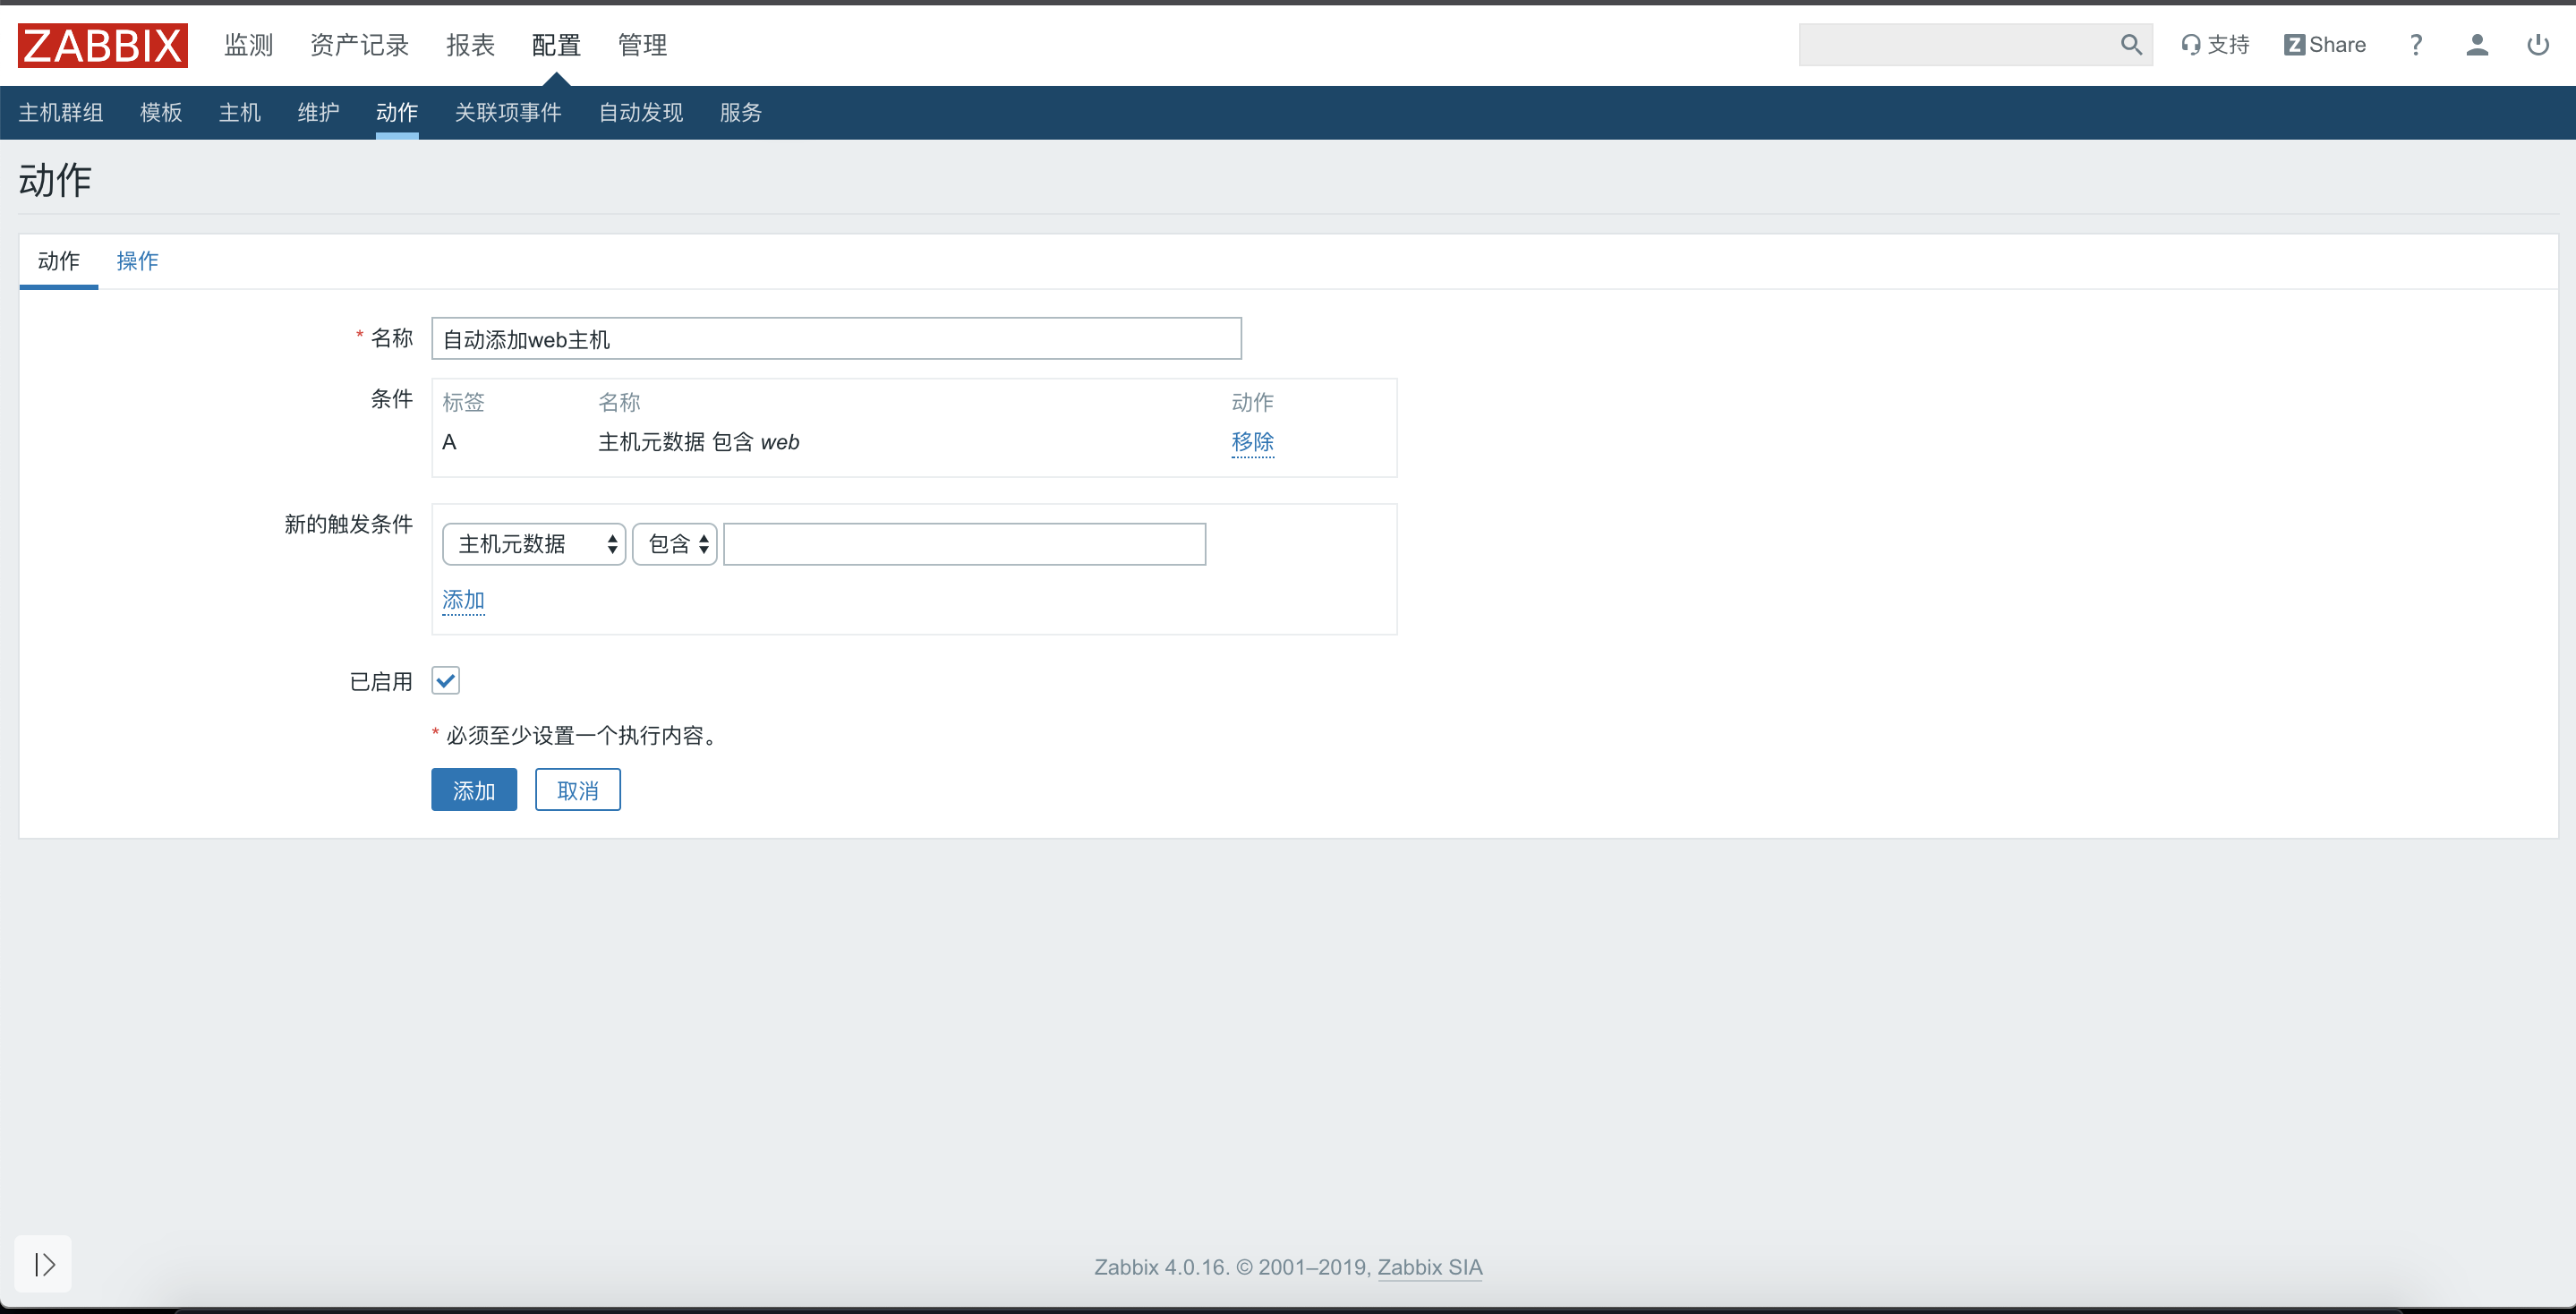 ZABBIX 监测 资产记录 报表 配置 管理 支持 Z Share ?
主机群组 模板 主机 维护 动作 关联项事件 自动发现 服务
动作
动作 操作
* 名称 自动添加web主机
条件 标签 名称 动作
A 主机元数据 包含 web 移除
新的触发条件 主机元数据 包含
添加
已启用
* 必须至少设置一个执行内容。
添加 取消
Zabbix 4.0.16. © 2001–2019, Zabbix SIA